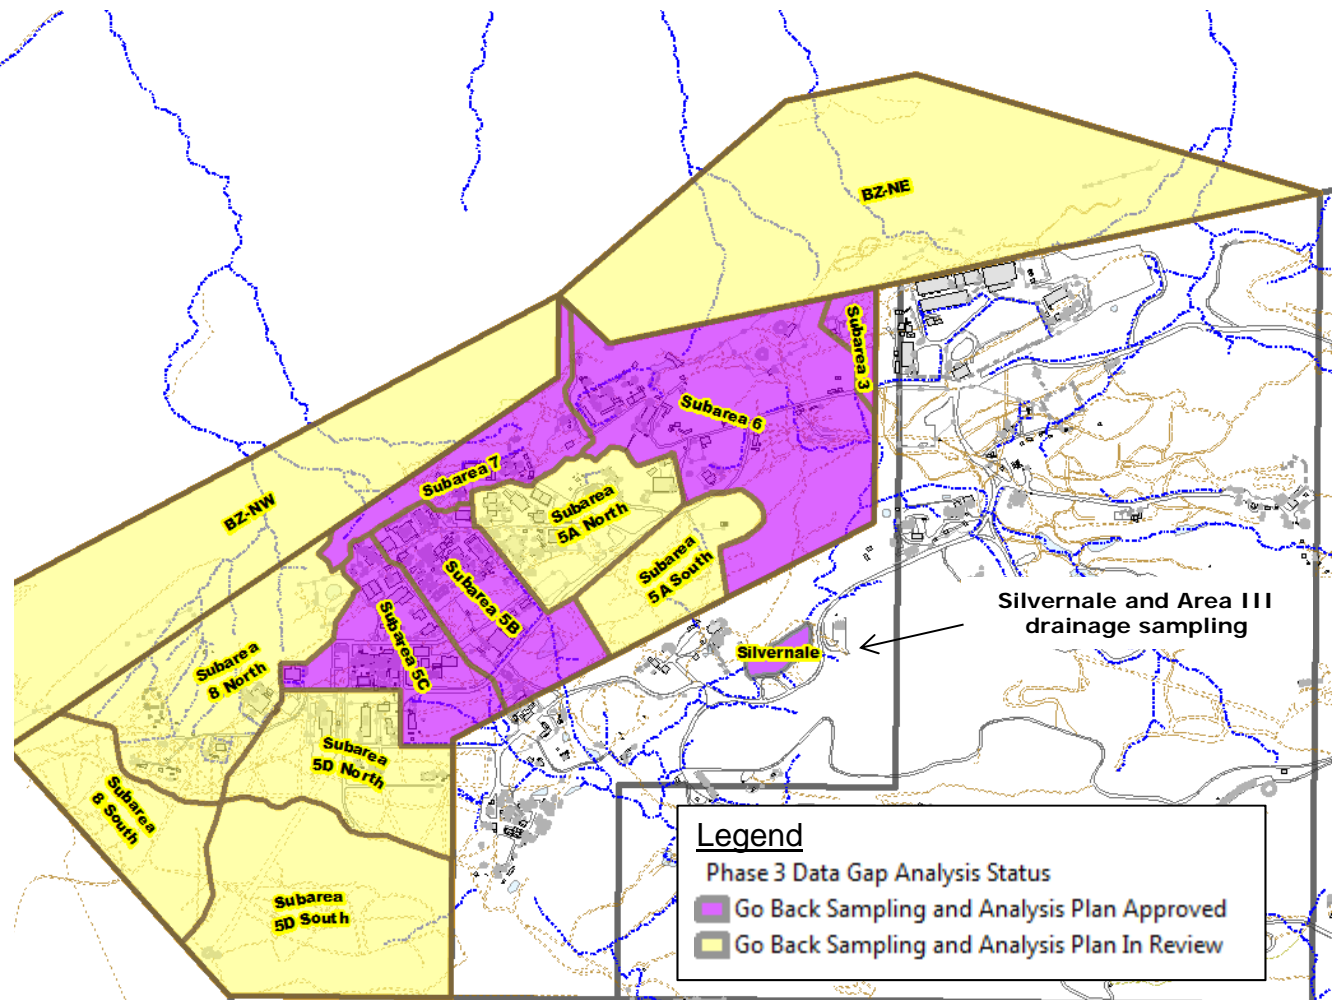 BZ-NE
Subarea 3
Subarea 6
Subarea 7
BZ-NW
Subarea
5A North
Subarea
5A South
Subarea 5B
Subarea 5C
Silvernale and Area III
drainage sampling
Silvernale
Subarea
8 North
Subarea
5D North
Subarea
8 South
Subarea
5D South
Legend
Phase 3 Data Gap Analysis Status
Go Back Sampling and Analysis Plan Approved
Go Back Sampling and Analysis Plan In Review